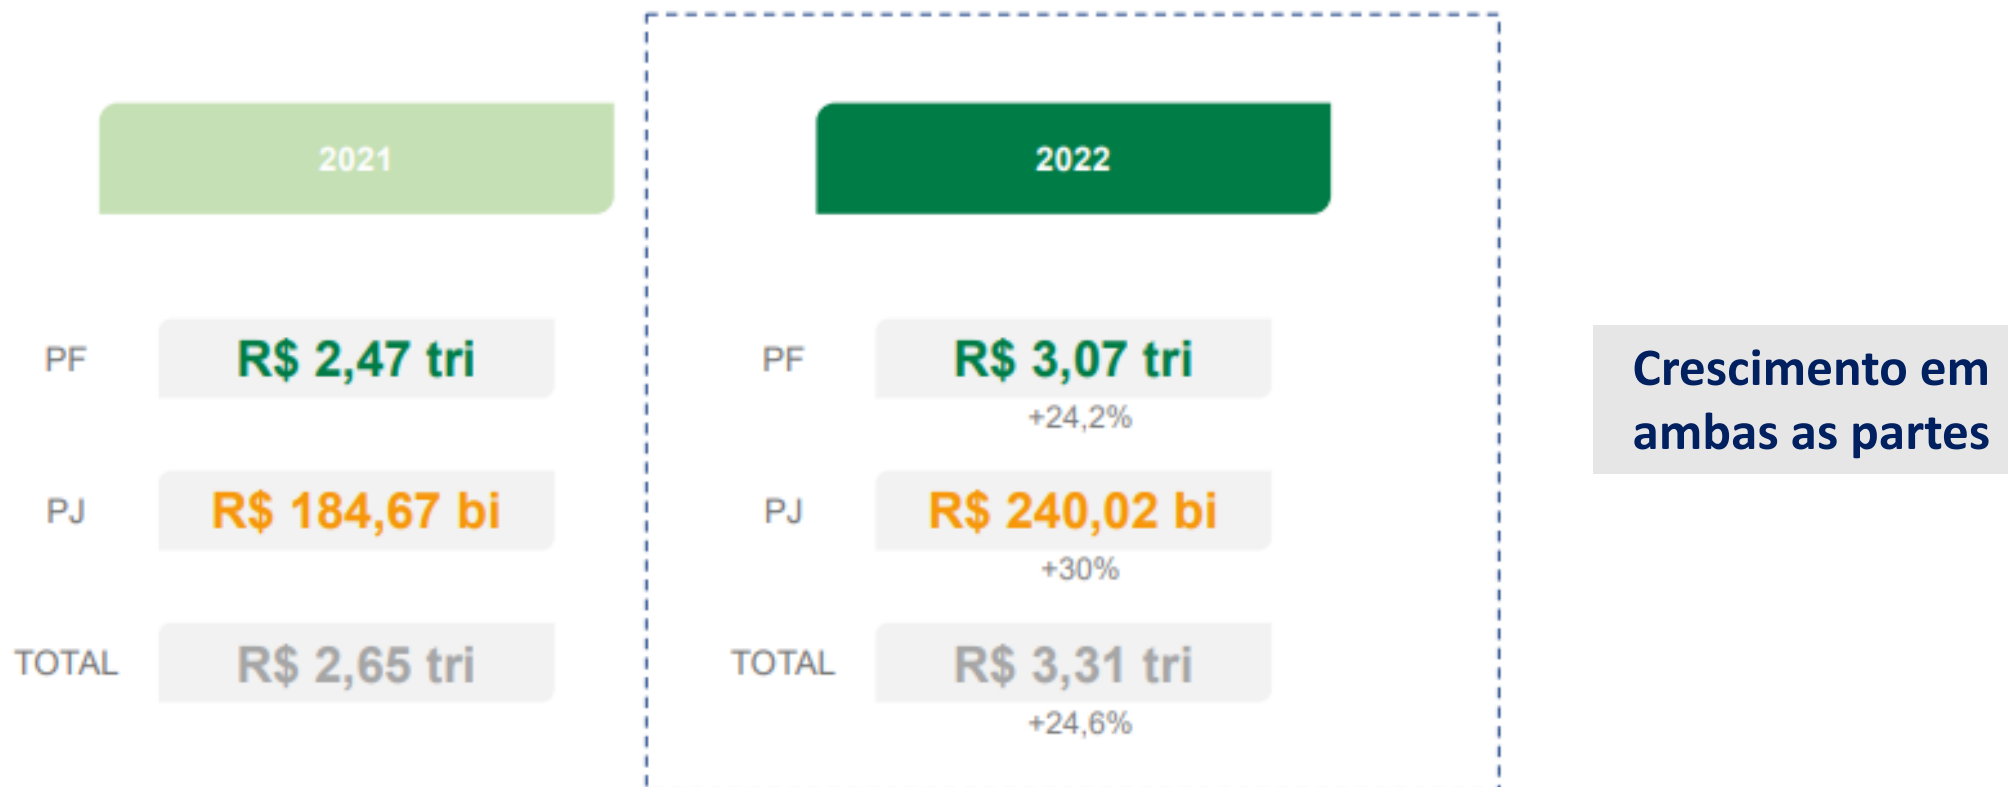 2021
2022
PF
R$ 2,47 tri
PF
R$ 3,07 tri
+24,2%
PJ
R$ 184,67 bi
PJ
R$ 240,02 bi
+30%
TOTAL
R$ 2,65 tri
TOTAL
R$ 3,31 tri
+24,6%
Crescimento em
ambas as partes